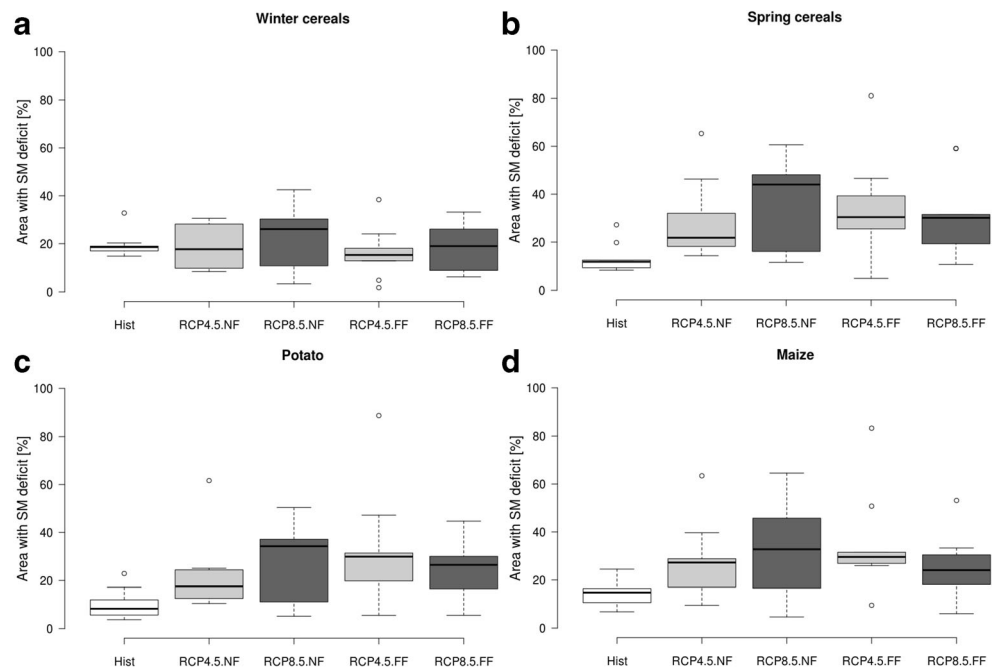 a
Winter cereals
Area with SM deficit [%]
100
80
60
40
20
0
Hist RCP4.5.NF RCP8.5.NF RCP4.5.FF RCP8.5.FF
b
Spring cereals
Area with SM deficit [%]
100
80
60
40
20
0
Hist RCP4.5.NF RCP8.5.NF RCP4.5.FF RCP8.5.FF
c
Potato
Area with SM deficit [%]
100
80
60
40
20
0
Hist RCP4.5.NF RCP8.5.NF RCP4.5.FF RCP8.5.FF
d
Maize
Area with SM deficit [%]
100
80
60
40
20
0
Hist RCP4.5.NF RCP8.5.NF RCP4.5.FF RCP8.5.FF